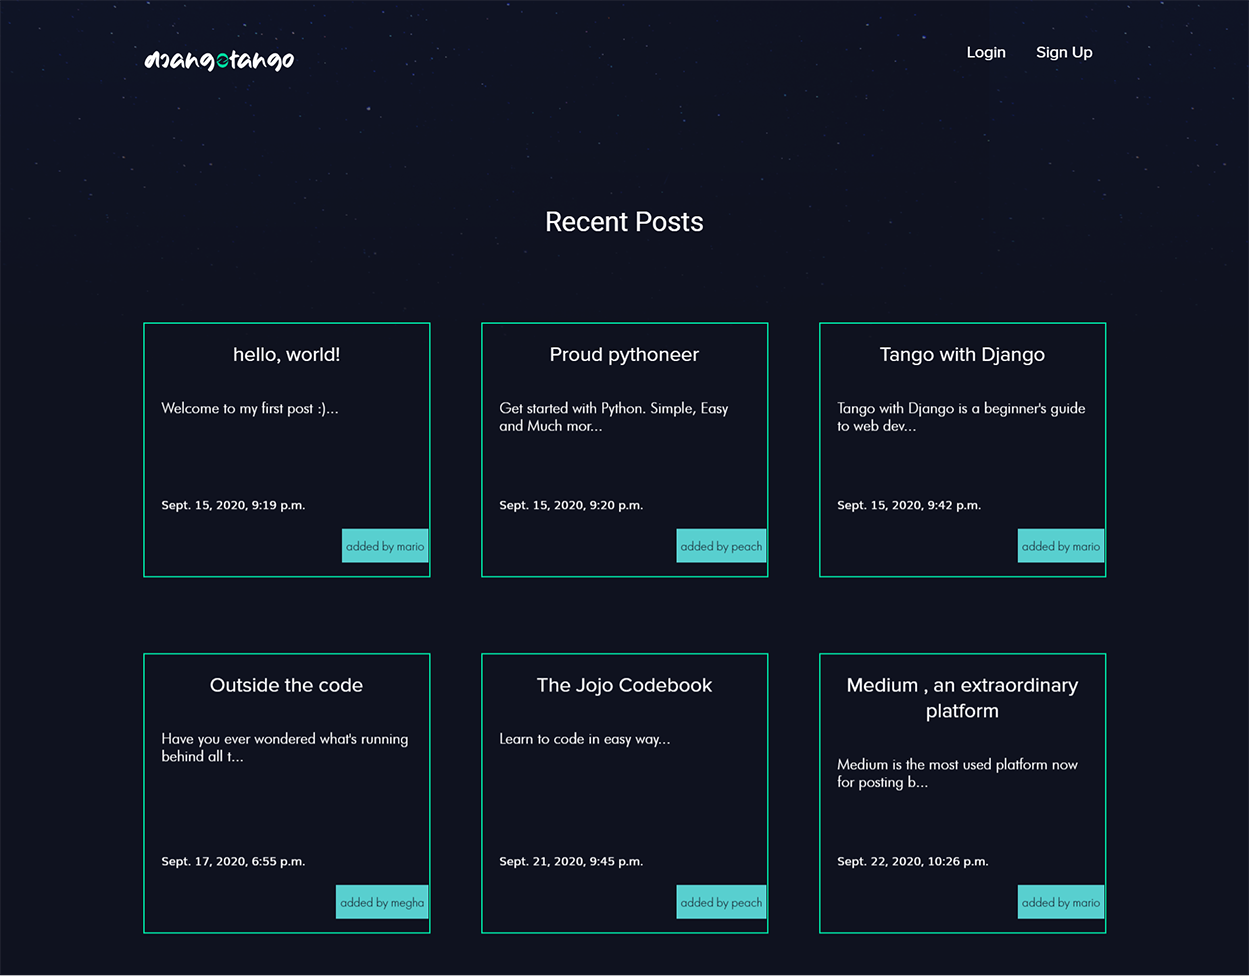 djangotango
Login Sign Up
Recent Posts
hello, world!
Welcome to my first post :)...
Sept. 15, 2020, 9:19 p.m.
added by mario
Proud pythoneer
Get started with Python. Simple, Easy
and Much mor...
Sept. 15, 2020, 9:20 p.m.
added by peach
Tango with Django
Tango with Django is a beginner's guide
to web dev...
Sept. 15, 2020, 9:42 p.m.
added by mario
Outside the code
Have you ever wondered what's running
behind all t...
Sept. 17, 2020, 6:55 p.m.
added by megha
The Jojo Codebook
Learn to code in easy way...
Sept. 21, 2020, 9:45 p.m.
added by peach
Medium , an extraordinary
platform
Medium is the most used platform now
for posting b...
Sept. 22, 2020, 10:26 p.m.
added by mario